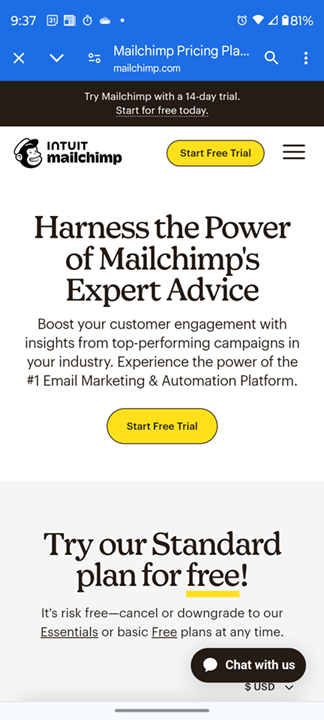 9:37
31
81%
Mailchimp Pricing Pla...
mailchimp.com
Try Mailchimp with a 14-day trial.
Start for free today.
INTUIT
mailchimp
Start Free Trial
Harness the Power
of Mailchimp's
Expert Advice
Boost your customer engagement with
insights from top-performing campaigns in
your industry. Experience the power of the
#1 Email Marketing & Automation Platform.
Start Free Trial
Try our Standard
plan for free!
It's risk free—cancel or downgrade to our
Essentials or basic Free plans at any time.
Chat with us
$ USD